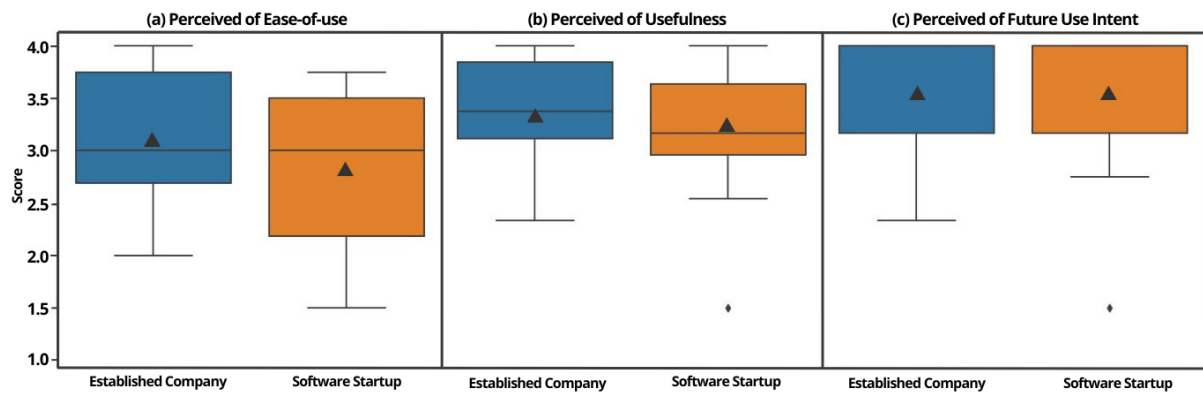 (a) Perceived of Ease-of-use
(b) Perceived of Usefulness
(c) Perceived of Future Use Intent
Score
4.0
3.5
3.0
2.5
2.0
1.5
1.0
Established Company
Software Startup
Established Company
Software Startup
Established Company
Software Startup